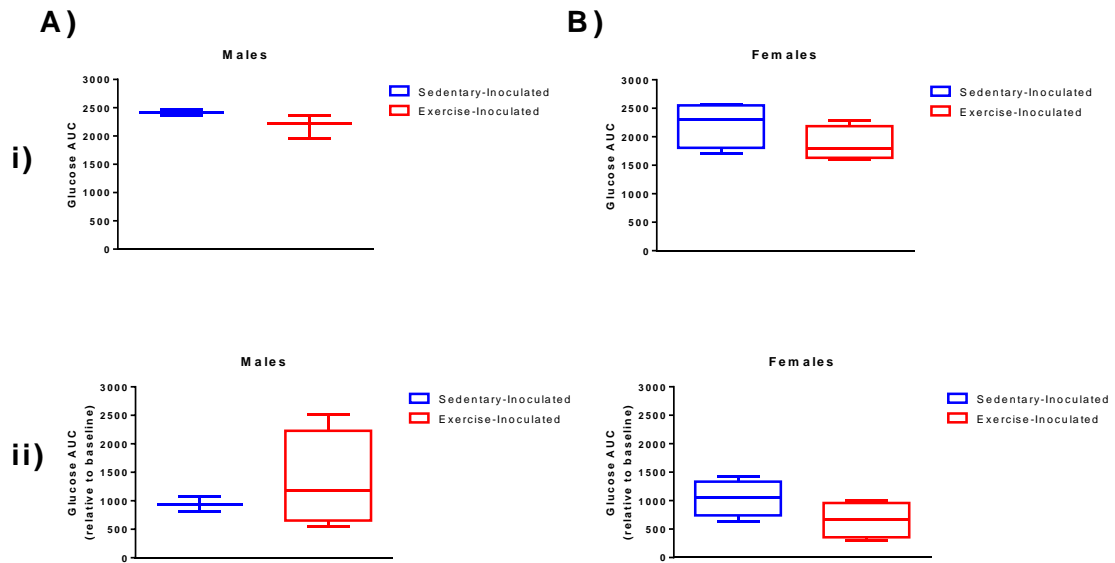 A)
B)
i)
Males
Glucose AUC
3000
2500
2000
1500
1000
500
0
Sedentary-Inoculated
Exercise-Inoculated
Females
Glucose AUC
3000
2500
2000
1500
1000
500
0
Sedentary-Inoculated
Exercise-Inoculated
ii)
Males
Glucose AUC
(relative to baseline)
3000
2500
2000
1500
1000
500
0
Sedentary-Inoculated
Exercise-Inoculated
Females
Glucose AUC
(relative to baseline)
3000
2500
2000
1500
1000
500
0
Sedentary-Inoculated
Exercise-Inoculated